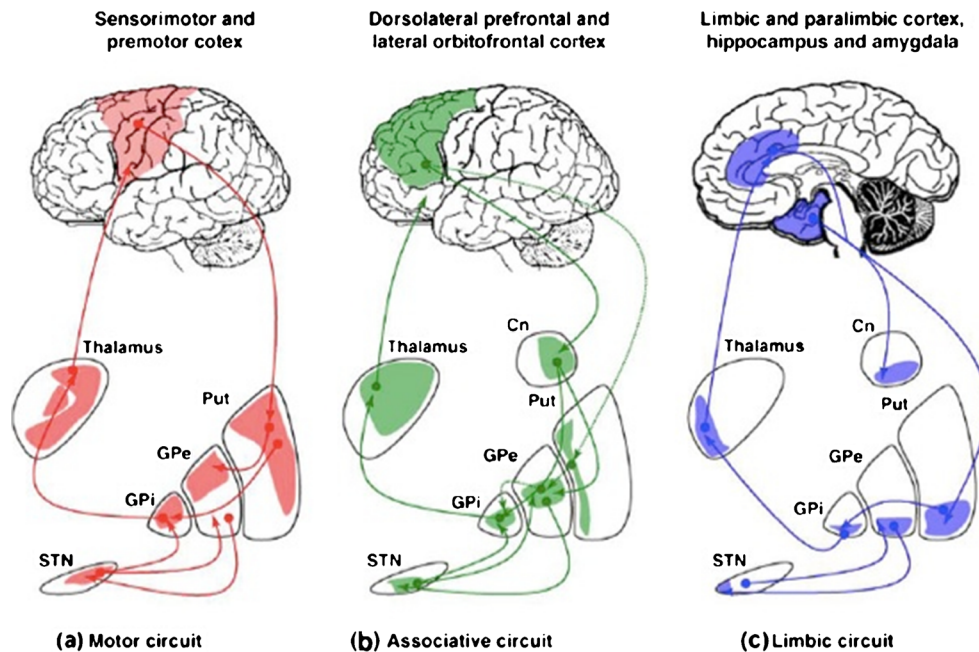 Sensorimotor and
premotor cotex
Dorsolateral prefrontal and
lateral orbitofrontal cortex
Limbic and paralimbic cortex,
hippocampus and amygdala
Thalamus
Put
GPe
GPi
STN
(a) Motor circuit
Cn
Thalamus
Put
GPe
GPi
STN
(b) Associative circuit
Cn
Thalamus
Put
GPe
GPi
STN
(c) Limbic circuit